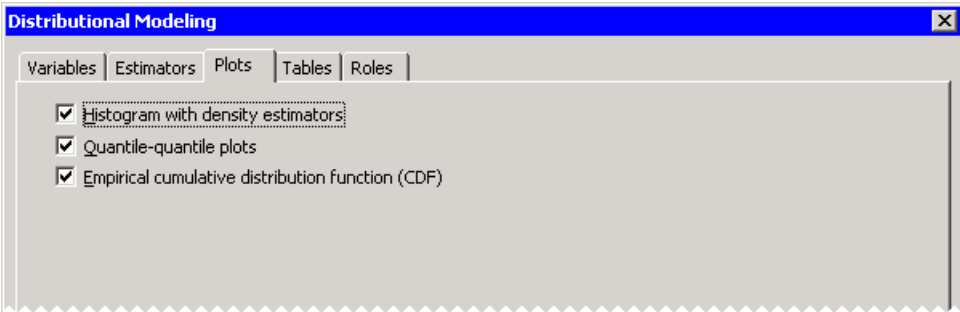 Distributional Modeling
Variables Estimators Plots Tables Roles
Histogram with density estimators
Quantile-quantile plots
Empirical cumulative distribution function (CDF)